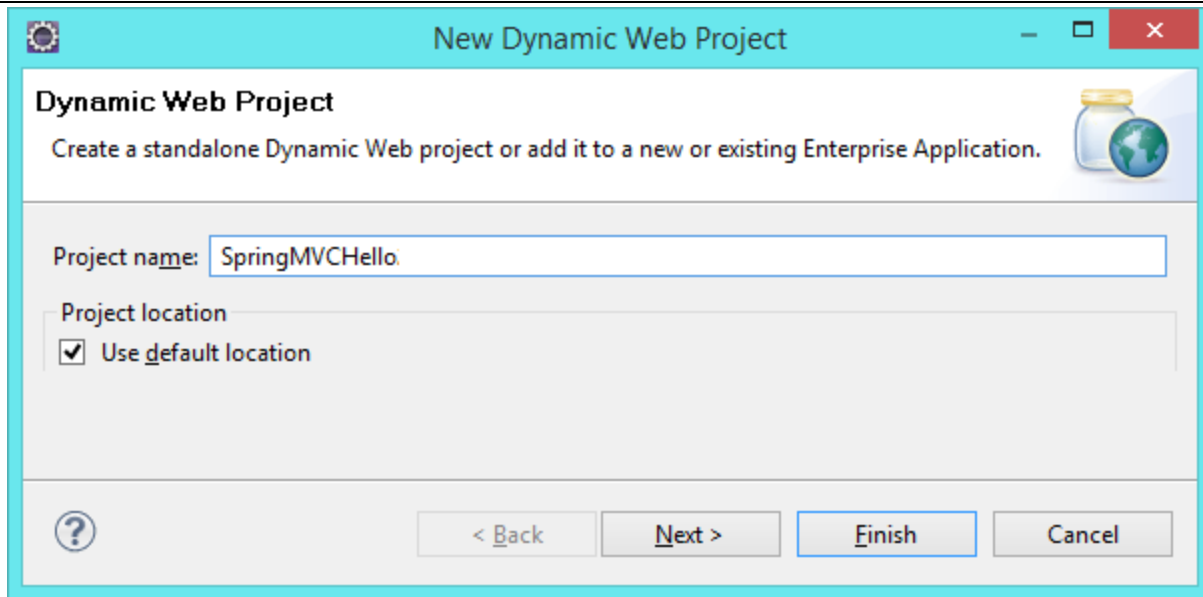 New Dynamic Web Project
Dynamic Web Project
Create a standalone Dynamic Web project or add it to a new or existing Enterprise Application.
Project name: SpringMVCHello
Project location
Use default location
< Back Next > Finish Cancel